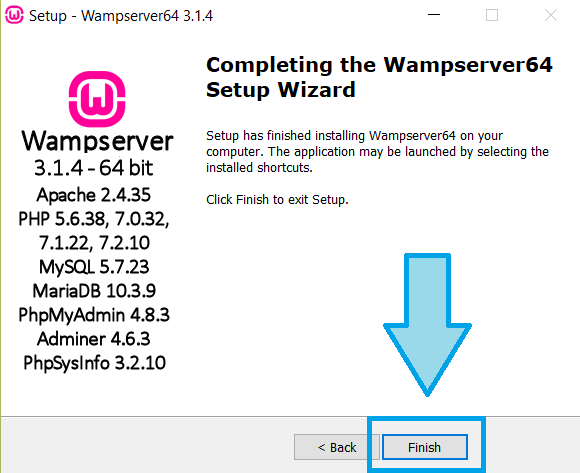 Setup - Wampserver64 3.1.4
Wampserver
3.1.4 - 64 bit
Apache 2.4.35
PHP 5.6.38, 7.0.32,
7.1.22, 7.2.10
MySQL 5.7.23
MariaDB 10.3.9
PhpMyAdmin 4.8.3
Adminer 4.6.3
PhpSysInfo 3.2.10
Completing the Wampserver64
Setup Wizard
Setup has finished installing Wampserver64 on your
computer. The application may be launched by selecting the
installed shortcuts.
Click Finish to exit Setup.
< Back
Finish